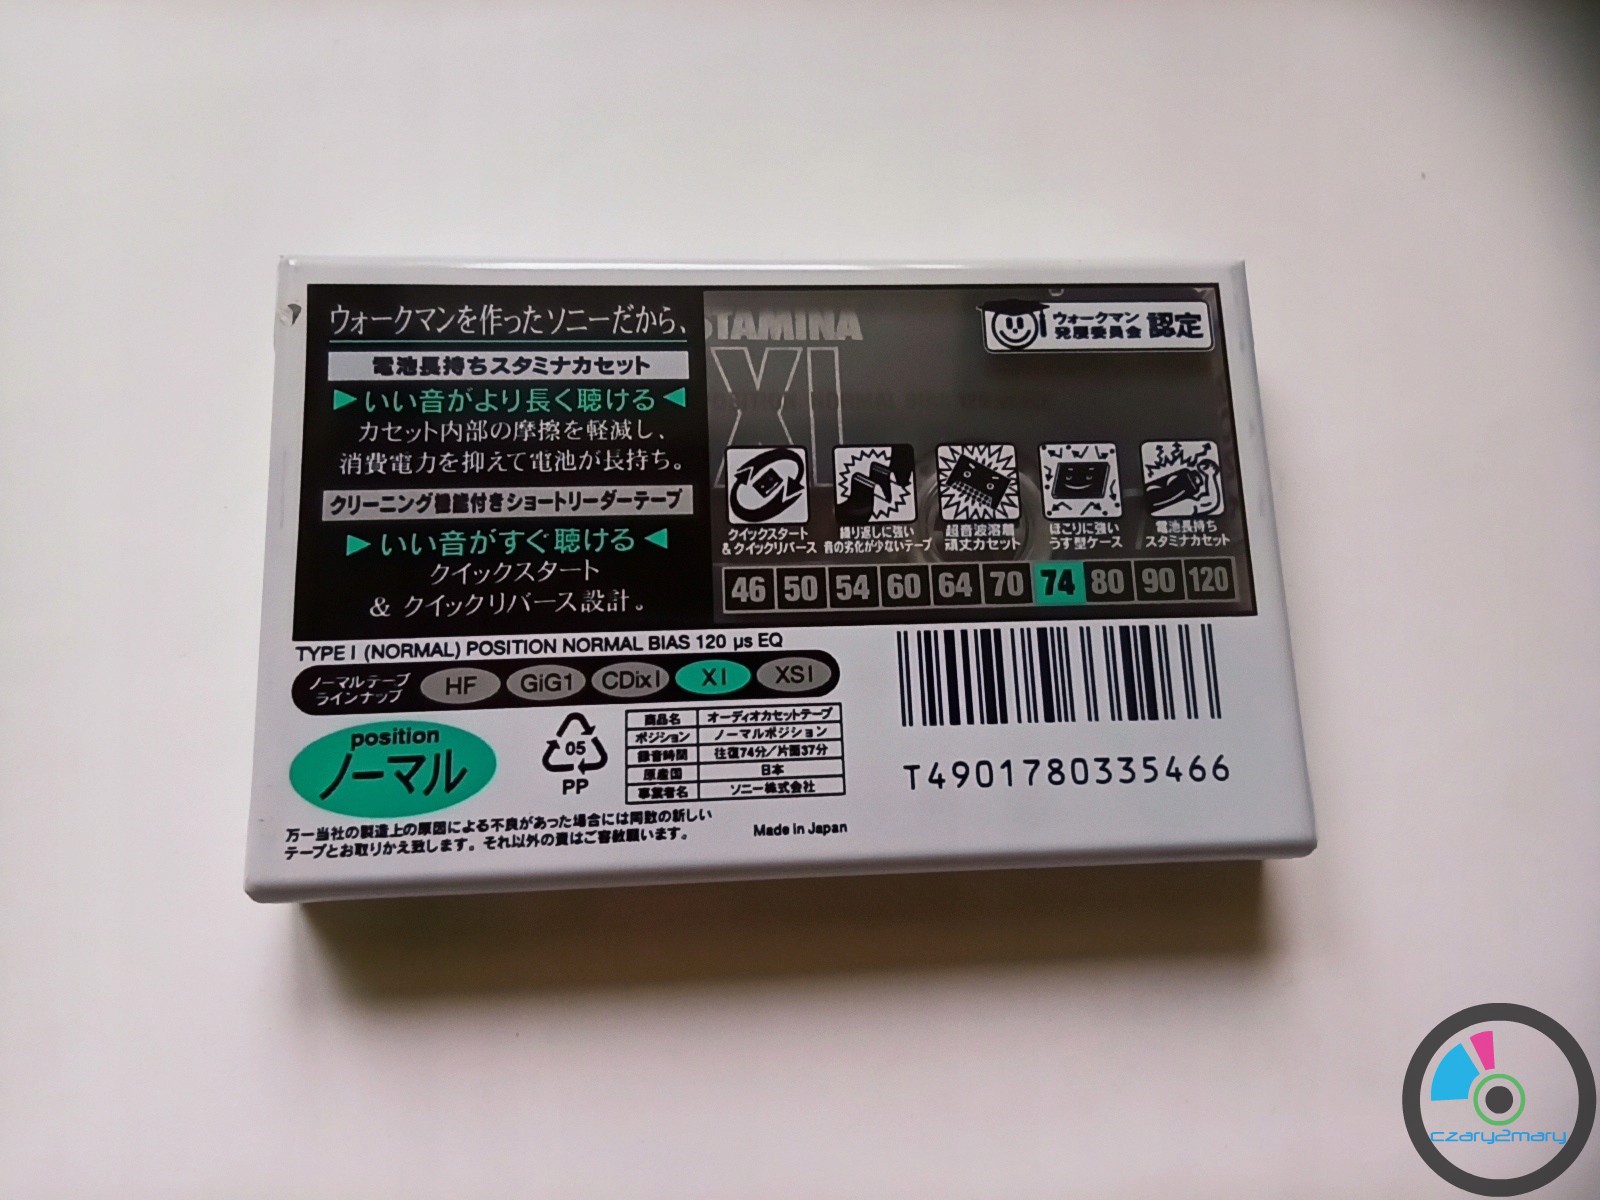 ウォークマンを作ったソニーだから、
電池長持ちスタミナカセット
いい音がより長く聴ける
カセット内部の摩擦を軽減し、
消費電力を抑えて電池が長持ち。
クリーニング機能付きショートリーダーテープ
いい音がすぐ聴ける
クイックスタート
& クイックリバース設計。
STAMINA
XI
ウォークマン
発展委員会 認定
クイックスタート
&クイックリバース
繰り返しに強い
音の劣化が少ないテープ
超音波溶着
頑丈カセット
ほこりに強い
うす型ケース
電池長持ち
スタミナカセット
46 50 54 60 64 70 74 80 90 120
TYPE I (NORMAL) POSITION NORMAL BIAS 120 µs EQ
ノーマルテープ
ラインナップ
HF GiG1 CDixI XI XSI
position
ノーマル
05
PP
商品名 オーディオカセットテープ
ポジション ノーマルポジション
録音時間 往復74分/片面37分
原産国 日本
事業者名 ソニー株式会社
T4901780335466
万一当社の製造上の原因による不良があった場合には同数の新しい
テープとお取りかえ致します。それ以外の責はご容赦願います。
Made in Japan
czary2mary